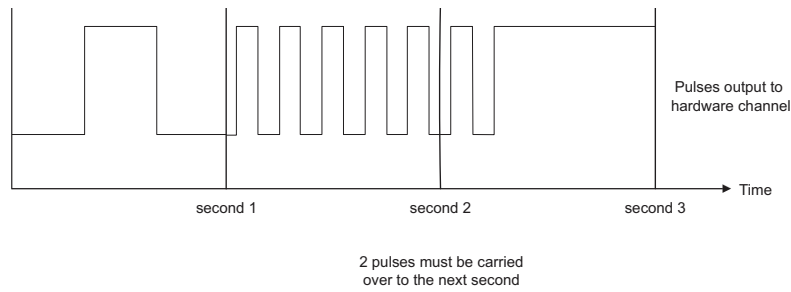 Pulses output to
hardware channel
Time
second 1
second 2
second 3
2 pulses must be carried
over to the next second